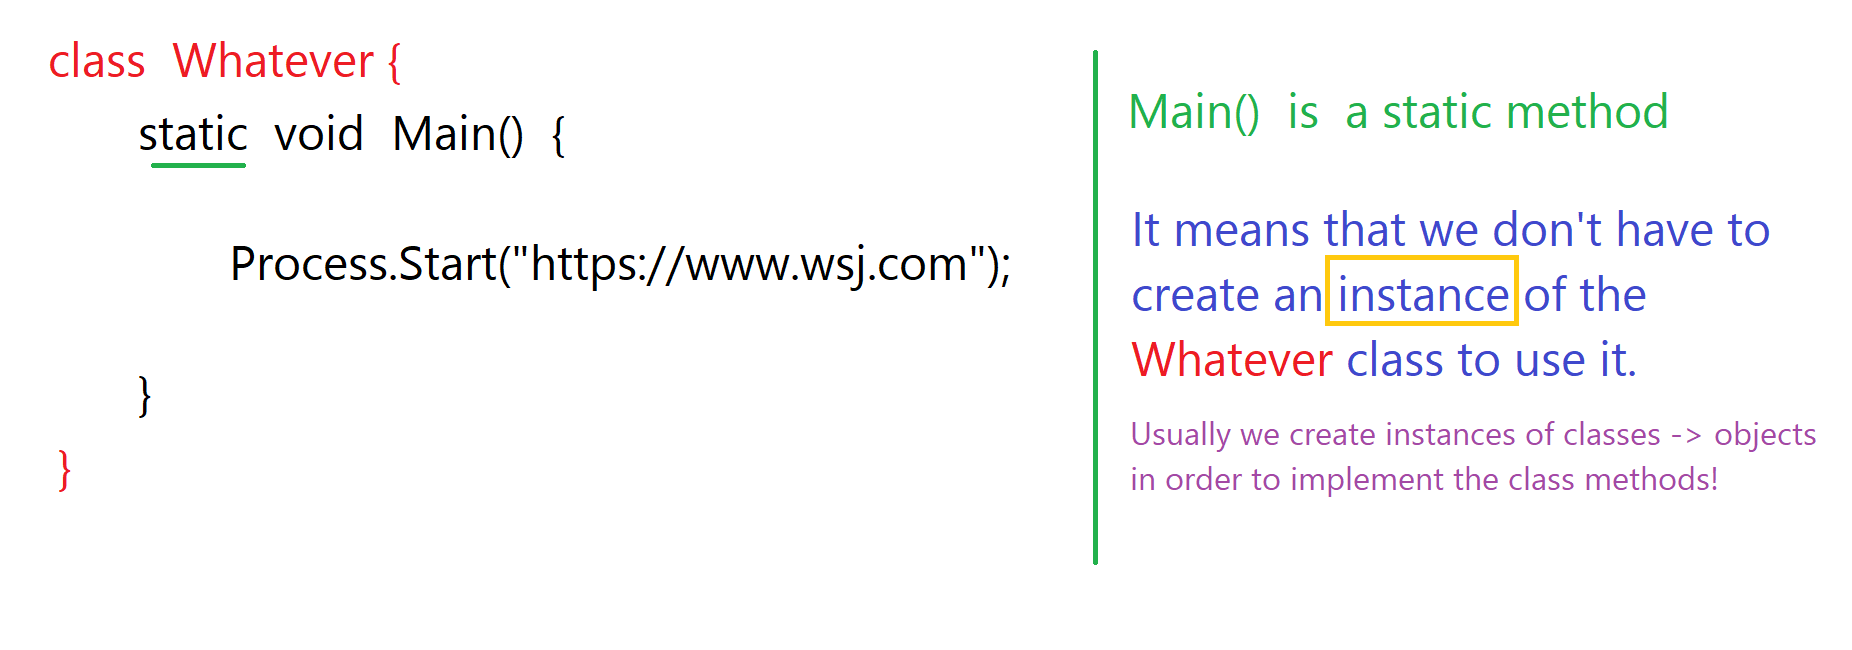 class Whatever {
static void Main() {
Process.Start("https://www.wsj.com");
}
}
Main() is a static method
It means that we don't have to
create an instance of the
Whatever class to use it.
Usually we create instances of classes -> objects
in order to implement the class methods!